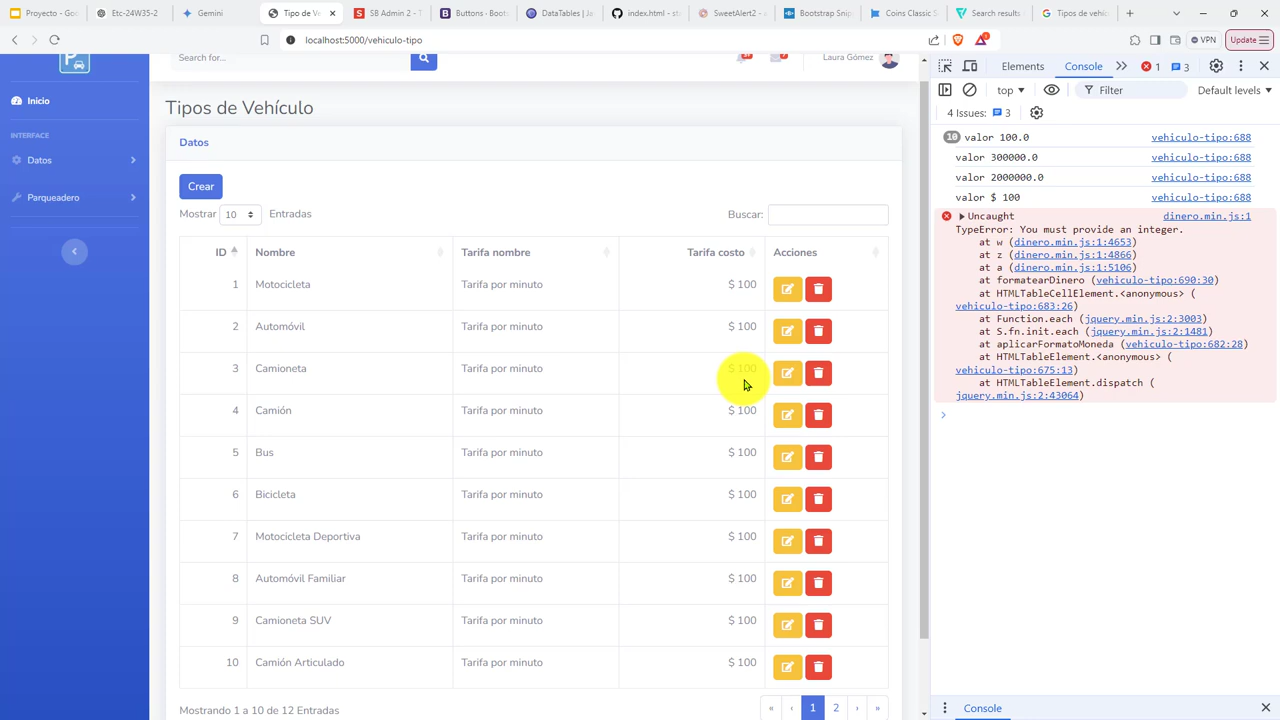 Proyecto - Goo
Etc-24W35-2
Gemini
Tipo de Ve
SB Admin 2 - T
Buttons · Boots
DataTables | Ja
index.html - sta
SweetAlert2 - a
Bootstrap Snip
Coins Classic S
Search results
Tipos de vehíc
localhost:5000/vehiculo-tipo
VPN
Update
Inicio
INTERFACE
Datos
Parqueadero
Search for...
Laura Gómez
Tipos de Vehículo
Datos
Crear
Mostrar 10 Entradas
Buscar:
ID Nombre Tarifa nombre Tarifa costo Acciones
1 Motocicleta Tarifa por minuto $ 100
2 Automóvil Tarifa por minuto $ 100
3 Camioneta Tarifa por minuto $ 100
4 Camión Tarifa por minuto $ 100
5 Bus Tarifa por minuto $ 100
6 Bicicleta Tarifa por minuto $ 100
7 Motocicleta Deportiva Tarifa por minuto $ 100
8 Automóvil Familiar Tarifa por minuto $ 100
9 Camioneta SUV Tarifa por minuto $ 100
10 Camión Articulado Tarifa por minuto $ 100
Mostrando 1 a 10 de 12 Entradas
« ‹ 1 2 › »
Elements Console » 1 3
top Filter Default levels
4 Issues: 3
10 valor 100.0 vehiculo-tipo:688
valor 300000.0 vehiculo-tipo:688
valor 2000000.0 vehiculo-tipo:688
valor $ 100 vehiculo-tipo:688
Uncaught dinero.min.js:1
TypeError: You must provide an integer.
at w (dinero.min.js:1:4653)
at z (dinero.min.js:1:4866)
at a (dinero.min.js:1:5106)
at formatearDinero (vehiculo-tipo:690:30)
at HTMLTableCellElement.<anonymous> (
vehiculo-tipo:683:26)
at Function.each (jquery.min.js:2:3003)
at S.fn.init.each (jquery.min.js:2:1481)
at aplicarFormatoMoneda (vehiculo-tipo:682:28)
at HTMLTableElement.<anonymous> (
vehiculo-tipo:675:13)
at HTMLTableElement.dispatch (
jquery.min.js:2:43064)
Console